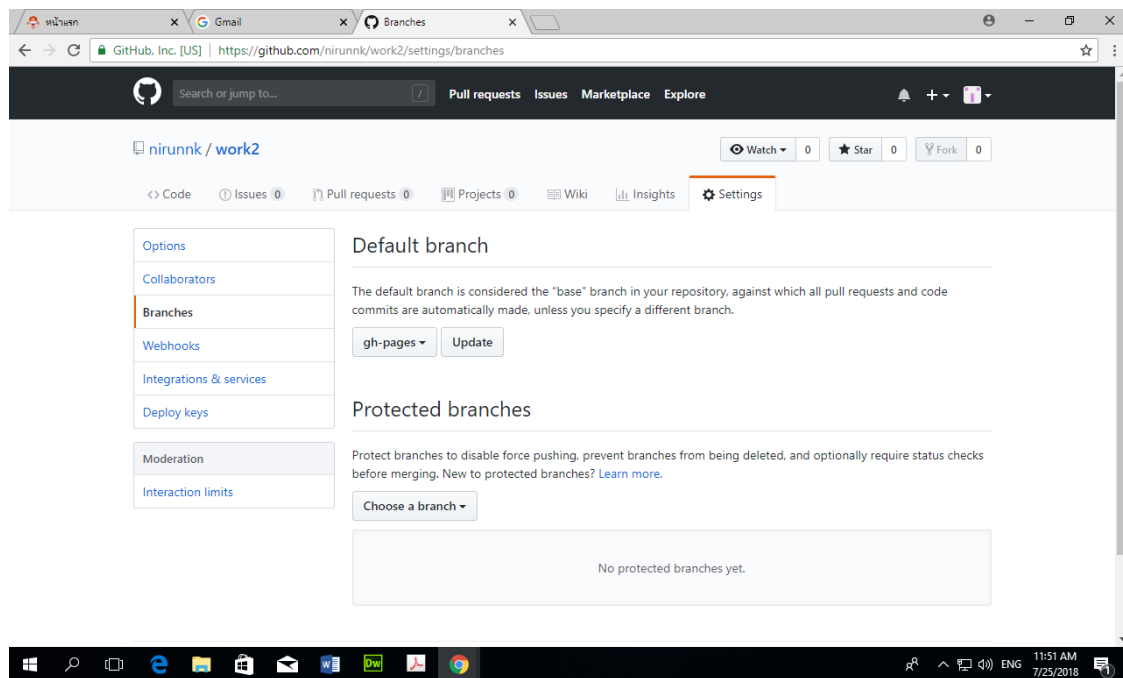 หน้าแรก
Gmail
Branches
GitHub, Inc. [US] | https://github.com/nirunnk/work2/settings/branches
Search or jump to... / Pull requests Issues Marketplace Explore
nirunnk / work2
Watch 0 Star 0 Fork 0
Code Issues 0 Pull requests 0 Projects 0 Wiki Insights Settings
Options
Collaborators
Branches
Webhooks
Integrations & services
Deploy keys
Moderation
Interaction limits
Default branch
The default branch is considered the "base" branch in your repository, against which all pull requests and code
commits are automatically made, unless you specify a different branch.
gh-pages Update
Protected branches
Protect branches to disable force pushing, prevent branches from being deleted, and optionally require status checks
before merging. New to protected branches? Learn more.
Choose a branch
No protected branches yet.
Dw
ENG
11:51 AM
7/25/2018
1